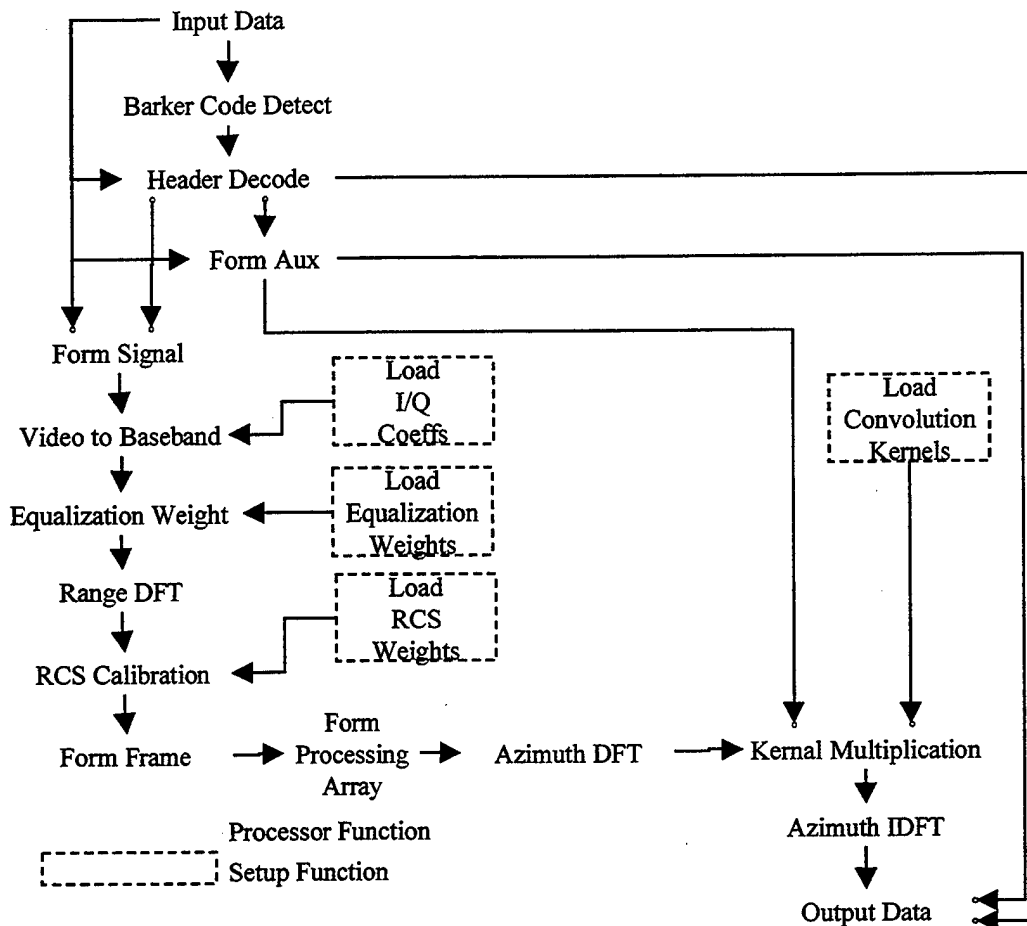 Input Data
Barker Code Detect
Header Decode
Form Aux
Form Signal
Load
I/Q
Coeffs
Load
Convolution
Kernels
Video to Baseband
Load
Equalization
Weights
Equalization Weight
Range DFT
Load
RCS
Weights
RCS Calibration
Form Frame
Form
Processing
Array
Azimuth DFT
Kernal Multiplication
Azimuth IDFT
Output Data
Processor Function
Setup Function